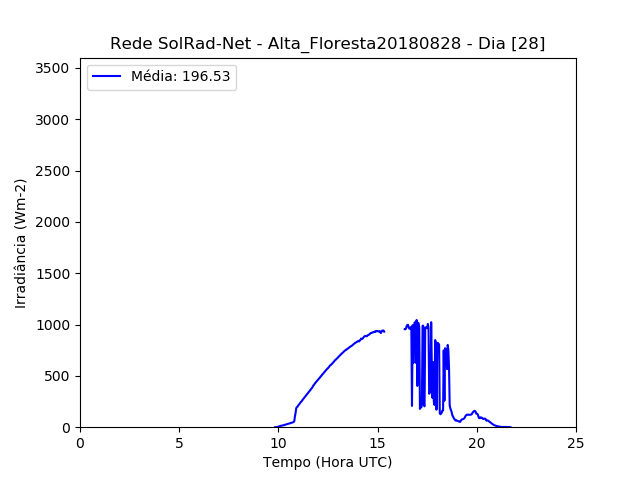 Rede SolRad-Net - Alta_Floresta20180828 - Dia [28]
Média: 196.53
Irradiância (Wm-2)
3500
3000
2500
2000
1500
1000
500
0
0 5 10 15 20 25
Tempo (Hora UTC)